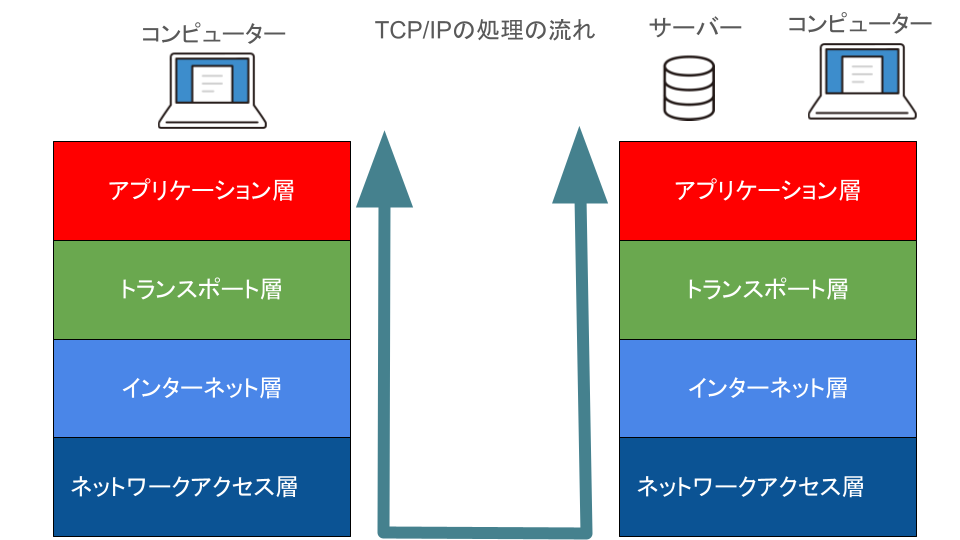 コンピューター
TCP/IPの処理の流れ
サーバー
コンピューター
アプリケーション層
トランスポート層
インターネット層
ネットワークアクセス層
アプリケーション層
トランスポート層
インターネット層
ネットワークアクセス層